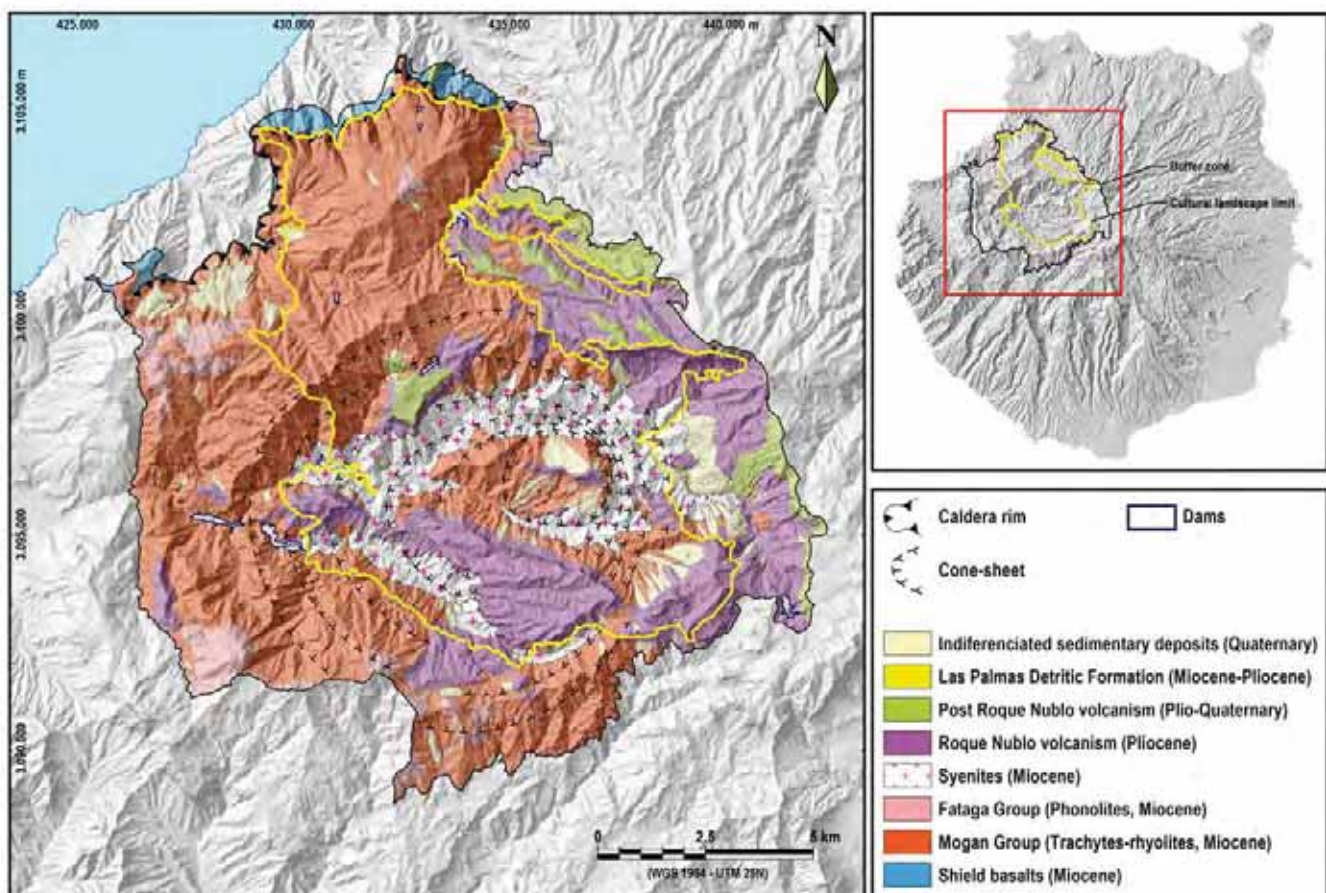 425.000
430.000
435.000
440.000 m
N
3.105.000 m
3.100.000
3.095.000
3.090.000
0
2,5
5 km
(WGS 1984 - UTM 28N)
Buffer zone
Cultural landscape limit
Caldera rim
Dams
Cone-sheet
Indiferenciated sedimentary deposits (Quaternary)
Las Palmas Detritic Formation (Miocene-Pliocene)
Post Roque Nublo volcanism (Plio-Quaternary)
Roque Nublo volcanism (Pliocene)
Syenites (Miocene)
Fataga Group (Phonolites, Miocene)
Mogan Group (Trachytes-rhyolites, Miocene)
Shield basalts (Miocene)